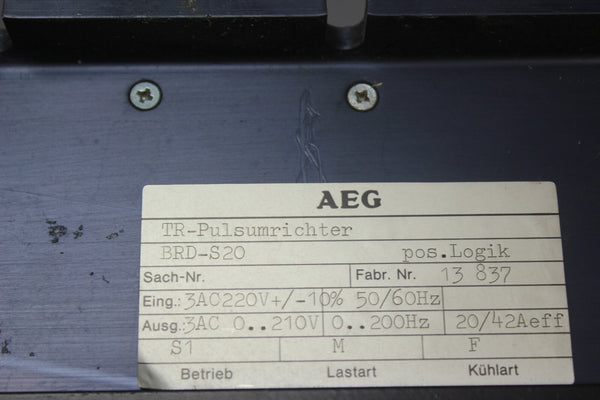 AEG
TR-Pulsumrichter
BRD-S20 pos.Logik
Sach-Nr. Fabr. Nr. 13 837
Eing.: 3AC220V+/-10% 50/60Hz
Ausg.: 3AC 0..210V 0..200Hz 20/42Aeff
S1 M F
Betrieb Lastart Kühlart